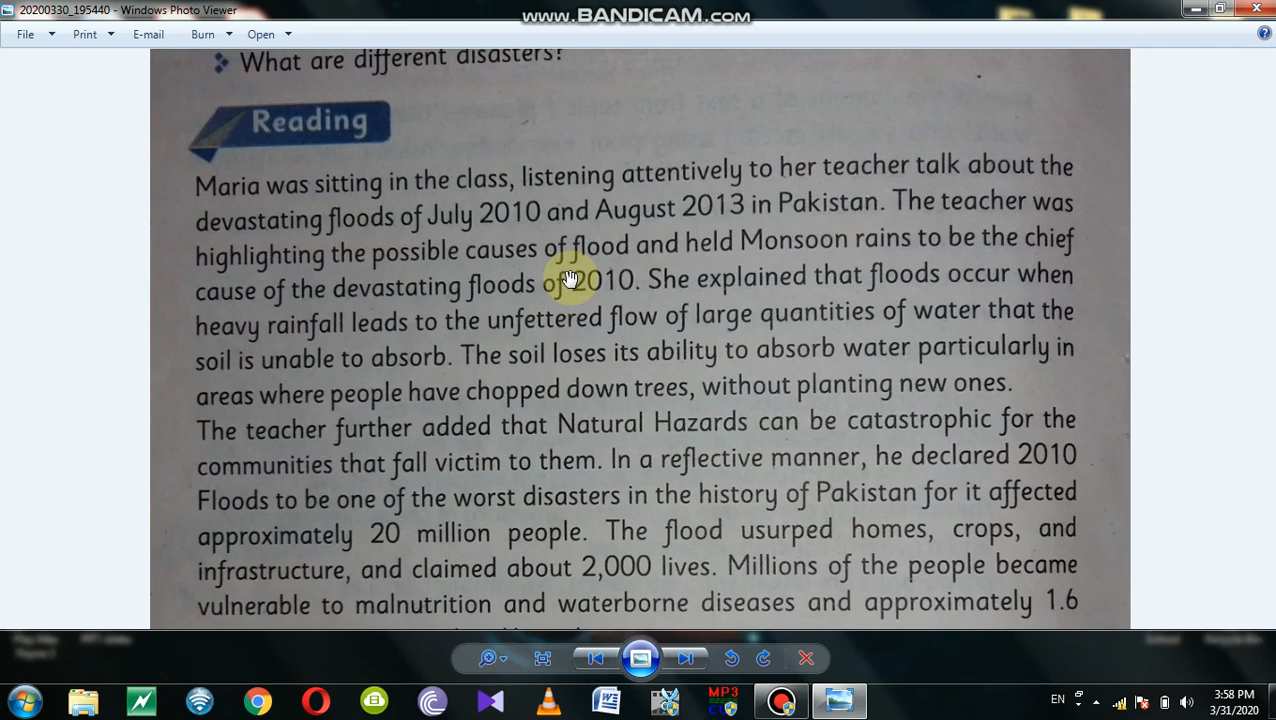 20200330_195440 - Windows Photo Viewer
www.BANDICAM.com
File Print E-mail Burn Open
What are different disasters?
Reading
Maria was sitting in the class, listening attentively to her teacher talk about the
devastating floods of July 2010 and August 2013 in Pakistan. The teacher was
highlighting the possible causes of flood and held Monsoon rains to be the chief
cause of the devastating floods of 2010. She explained that floods occur when
heavy rainfall leads to the unfettered flow of large quantities of water that the
soil is unable to absorb. The soil loses its ability to absorb water particularly in
areas where people have chopped down trees, without planting new ones.
The teacher further added that Natural Hazards can be catastrophic for the
communities that fall victim to them. In a reflective manner, he declared 2010
Floods to be one of the worst disasters in the history of Pakistan for it affected
approximately 20 million people. The flood usurped homes, crops, and
infrastructure, and claimed about 2,000 lives. Millions of the people became
vulnerable to malnutrition and waterborne diseases and approximately 1.6
EN
3:58 PM
3/31/2020